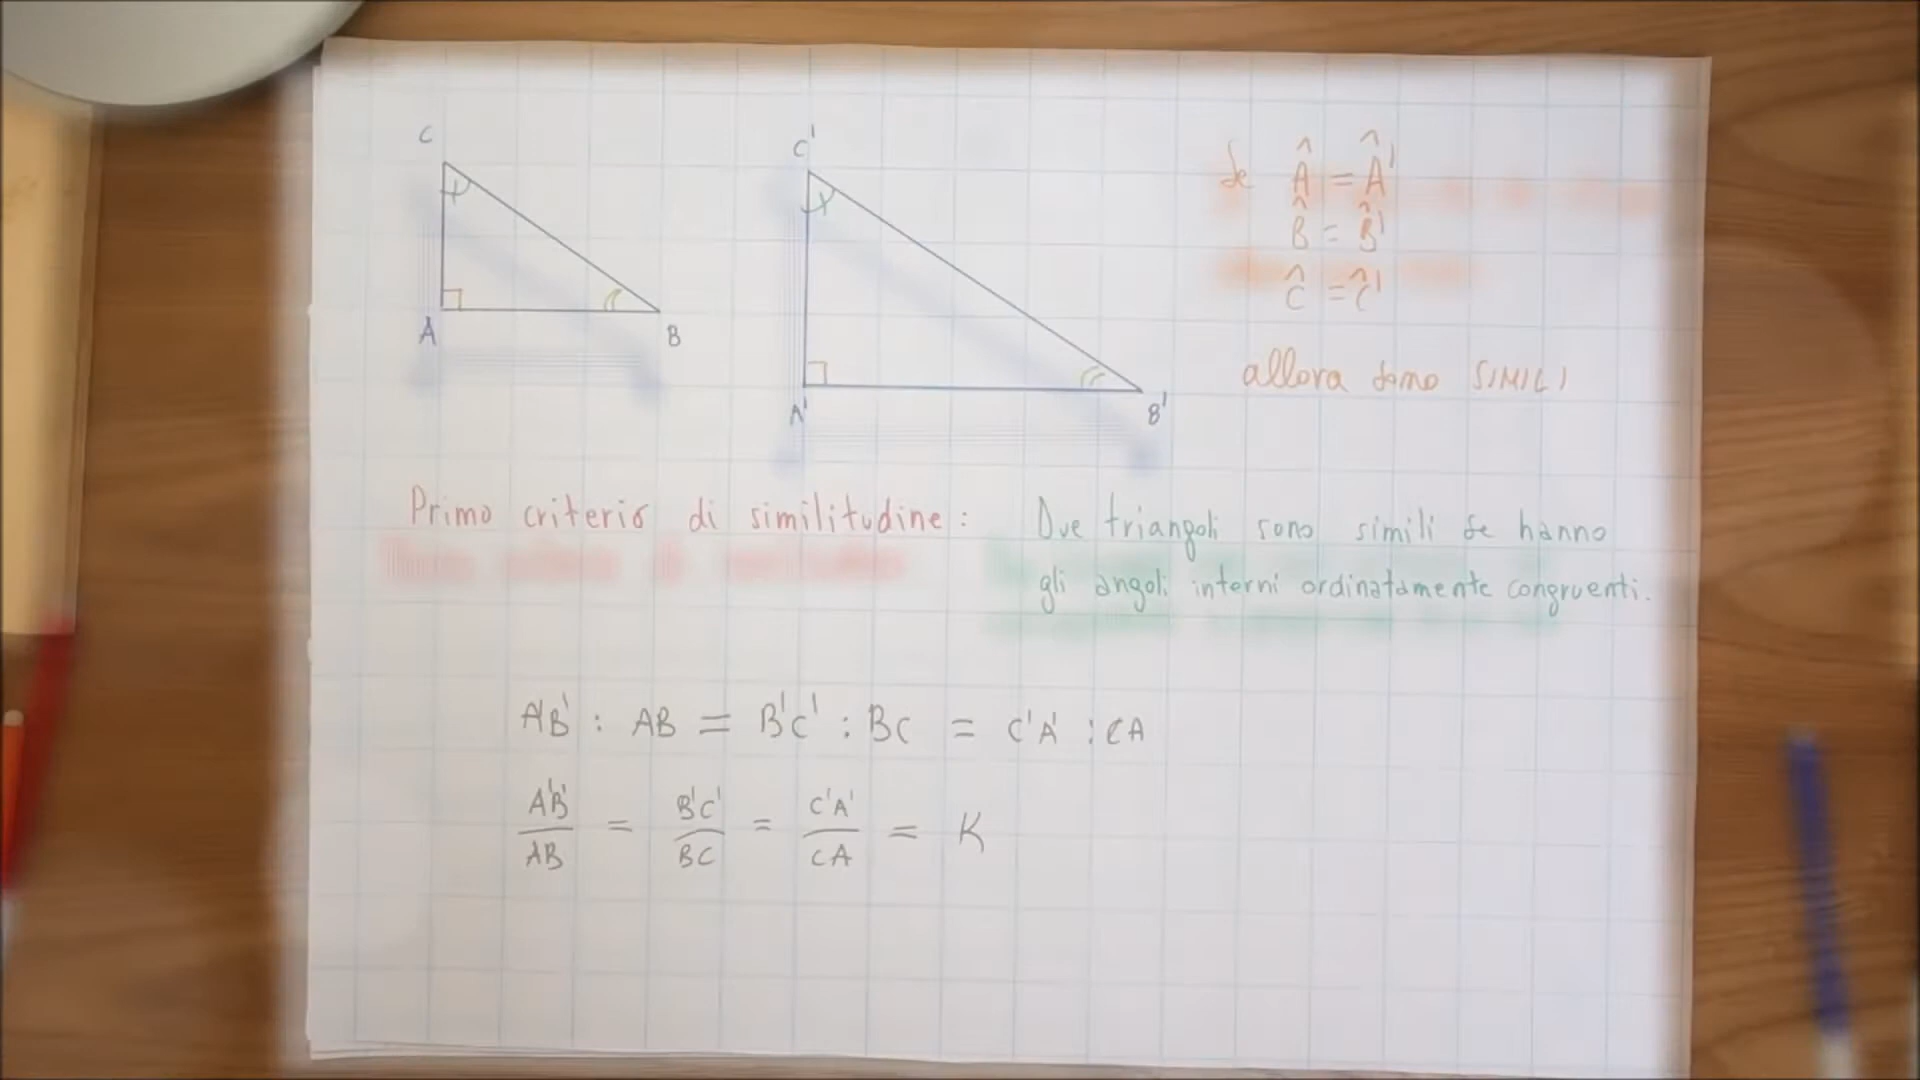 C
C'
A
B
A'
B'
Se Â = Â'
B̂ = B̂'
Ĉ = Ĉ'
allora sono SIMILI
Primo criterio di similitudine:
Due triangoli sono simili se hanno
gli angoli interni ordinatamente congruenti.
A'B' : AB = B'C' : BC = C'A' : CA
A'B'/AB = B'C'/BC = C'A'/CA = K